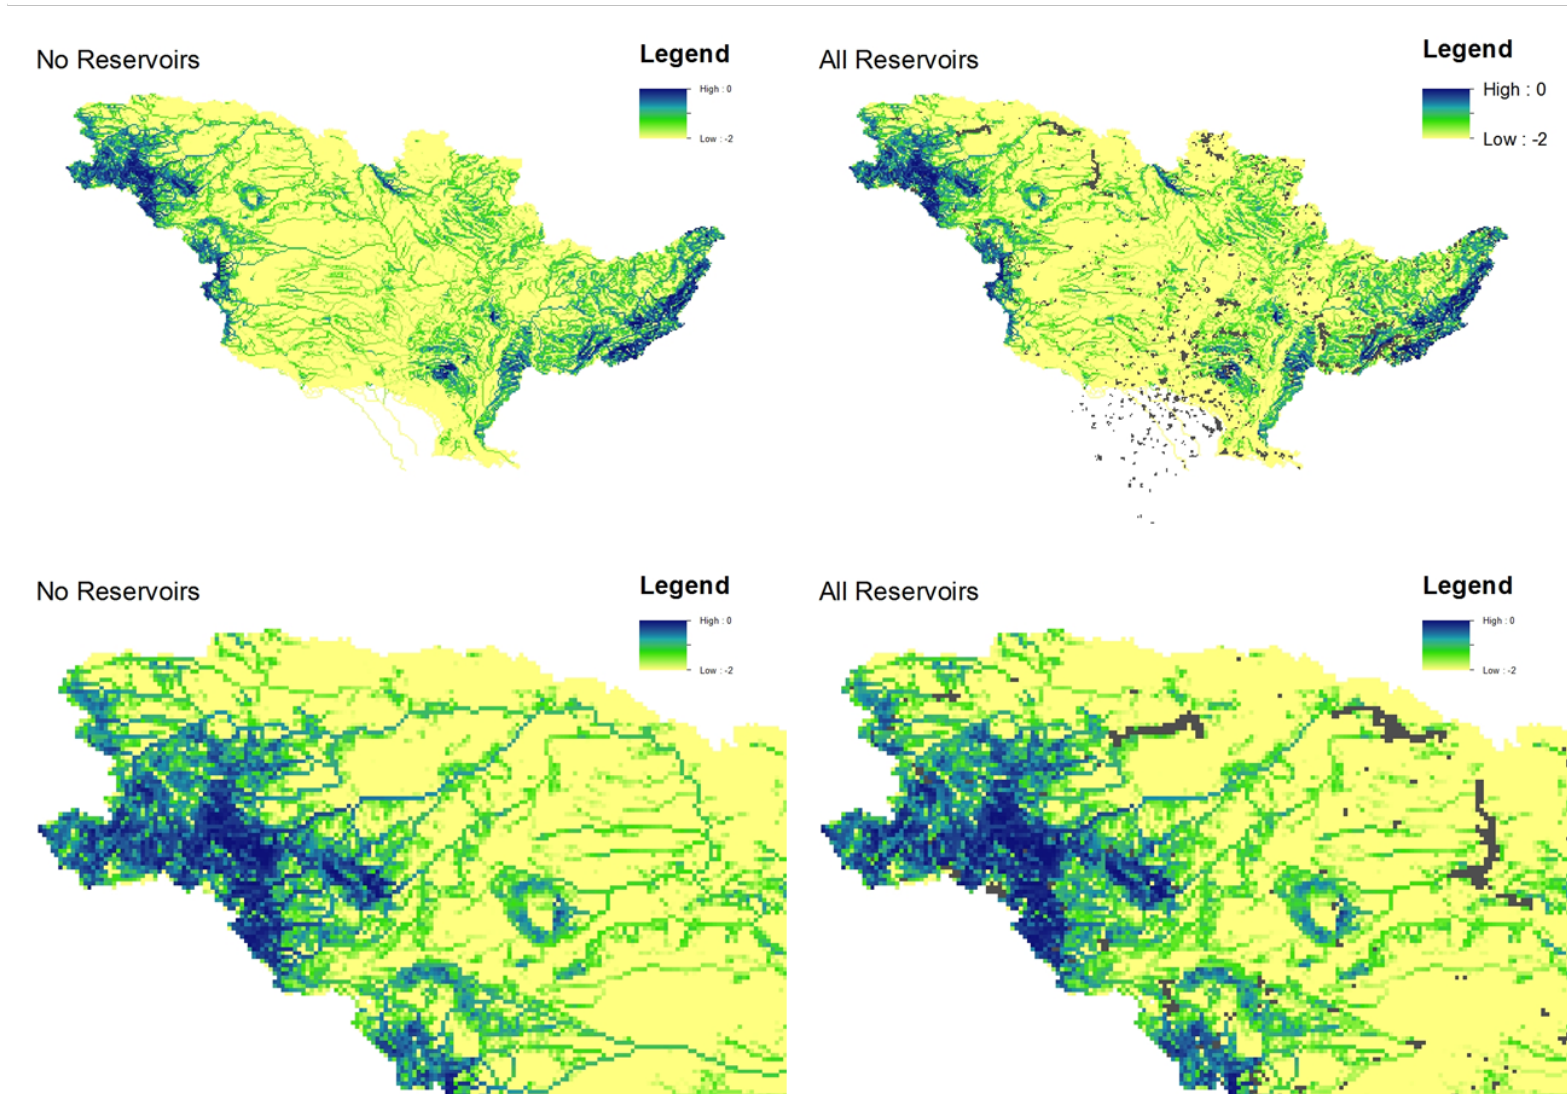 No Reservoirs
Legend
High : 0
Low : -2
All Reservoirs
Legend
High : 0
Low : -2
No Reservoirs
Legend
High : 0
Low : -2
All Reservoirs
Legend
High : 0
Low : -2